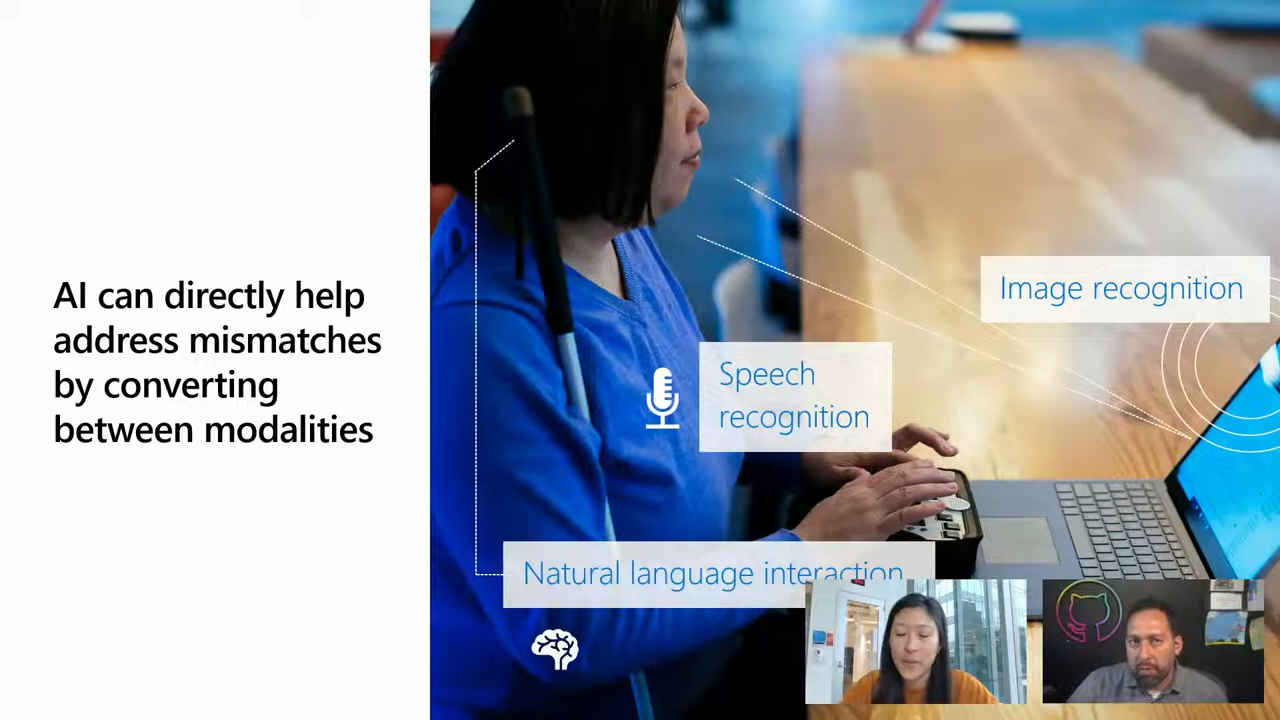 AI can directly help
address mismatches
by converting
between modalities
Image recognition
Speech
recognition
Natural language interaction